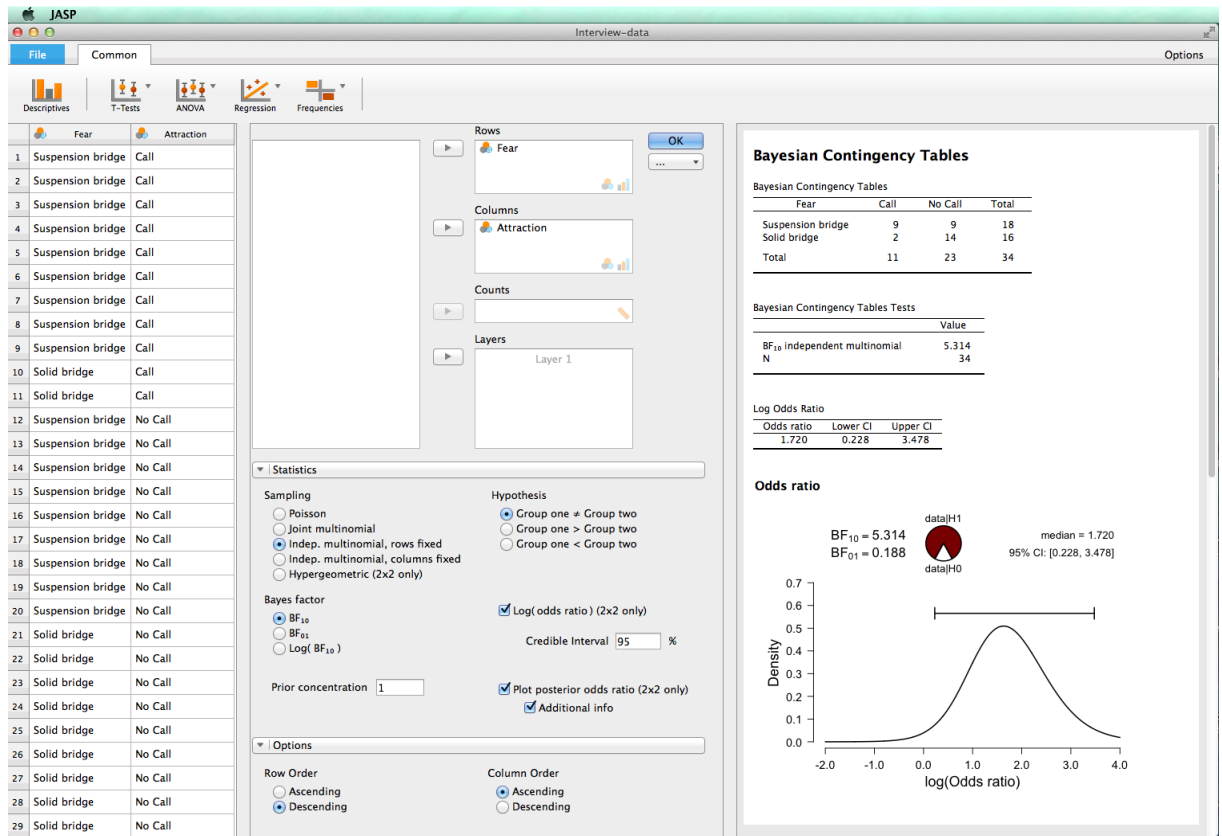 JASP
Interview-data
File Common Options
Descriptives T-Tests ANOVA Regression Frequencies
Fear Attraction
1 Suspension bridge Call
2 Suspension bridge Call
3 Suspension bridge Call
4 Suspension bridge Call
5 Suspension bridge Call
6 Suspension bridge Call
7 Suspension bridge Call
8 Suspension bridge Call
9 Suspension bridge Call
10 Solid bridge Call
11 Solid bridge Call
12 Suspension bridge No Call
13 Suspension bridge No Call
14 Suspension bridge No Call
15 Suspension bridge No Call
16 Suspension bridge No Call
17 Suspension bridge No Call
18 Suspension bridge No Call
19 Suspension bridge No Call
20 Suspension bridge No Call
21 Solid bridge No Call
22 Solid bridge No Call
23 Solid bridge No Call
24 Solid bridge No Call
25 Solid bridge No Call
26 Solid bridge No Call
27 Solid bridge No Call
28 Solid bridge No Call
29 Solid bridge No Call
Rows
Fear
OK
...
Columns
Attraction
Counts
Layers
Layer 1
Statistics
Sampling
Poisson
Joint multinomial
Indep. multinomial, rows fixed
Indep. multinomial, columns fixed
Hypergeometric (2x2 only)
Hypothesis
Group one ≠ Group two
Group one > Group two
Group one < Group two
Bayes factor
BF₁₀
BF₀₁
Log( BF₁₀ )
Log( odds ratio ) (2x2 only)
Credible Interval 95 %
Prior concentration 1
Plot posterior odds ratio (2x2 only)
Additional info
Options
Row Order
Ascending
Descending
Column Order
Ascending
Descending
Bayesian Contingency Tables
Bayesian Contingency Tables
Fear Call No Call Total
Suspension bridge 9 9 18
Solid bridge 2 14 16
Total 11 23 34
Bayesian Contingency Tables Tests
Value
BF₁₀ independent multinomial 5.314
N 34
Log Odds Ratio
Odds ratio Lower CI Upper CI
1.720 0.228 3.478
Odds ratio
data|H1
BF₁₀ = 5.314
BF₀₁ = 0.188
data|H0
median = 1.720
95% CI: [0.228, 3.478]
0.7
0.6
0.5
0.4
0.3
0.2
0.1
0.0
Density
-2.0 -1.0 0.0 1.0 2.0 3.0 4.0
log(Odds ratio)